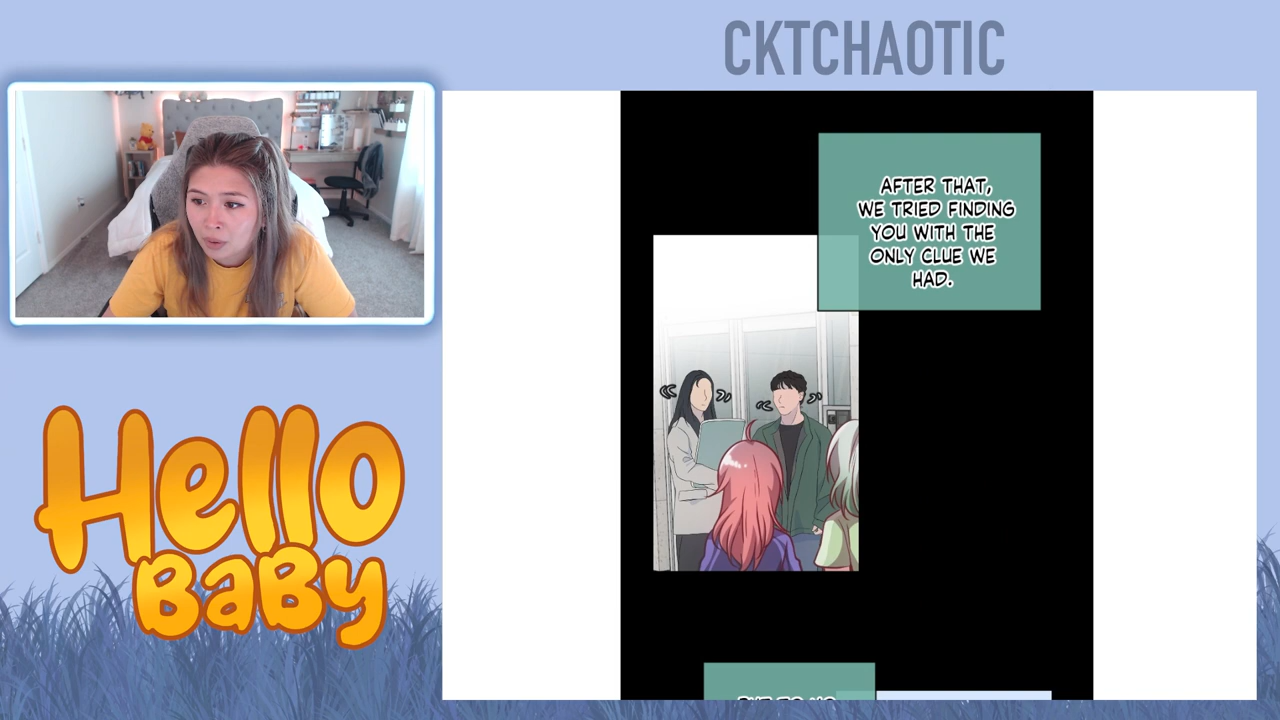 CKTCHAOTIC
AFTER THAT,
WE TRIED FINDING
YOU WITH THE
ONLY CLUE WE
HAD.
Hello
BaBy